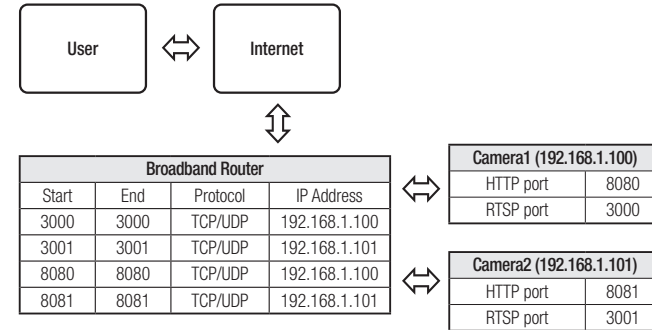 User
Internet
Broadband Router
Start End Protocol IP Address
3000 3000 TCP/UDP 192.168.1.100
3001 3001 TCP/UDP 192.168.1.101
8080 8080 TCP/UDP 192.168.1.100
8081 8081 TCP/UDP 192.168.1.101
Camera1 (192.168.1.100)
HTTP port 8080
RTSP port 3000
Camera2 (192.168.1.101)
HTTP port 8081
RTSP port 3001